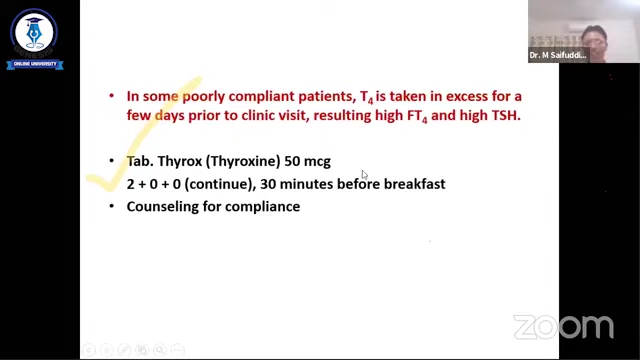 Dr. M Saifuddi...
ONLINE UNIVERSITY
• In some poorly compliant patients, T₄ is taken in excess for a
few days prior to clinic visit, resulting high FT₄ and high TSH.
• Tab. Thyrox (Thyroxine) 50 mcg
2 + 0 + 0 (continue), 30 minutes before breakfast
• Counseling for compliance
zoom